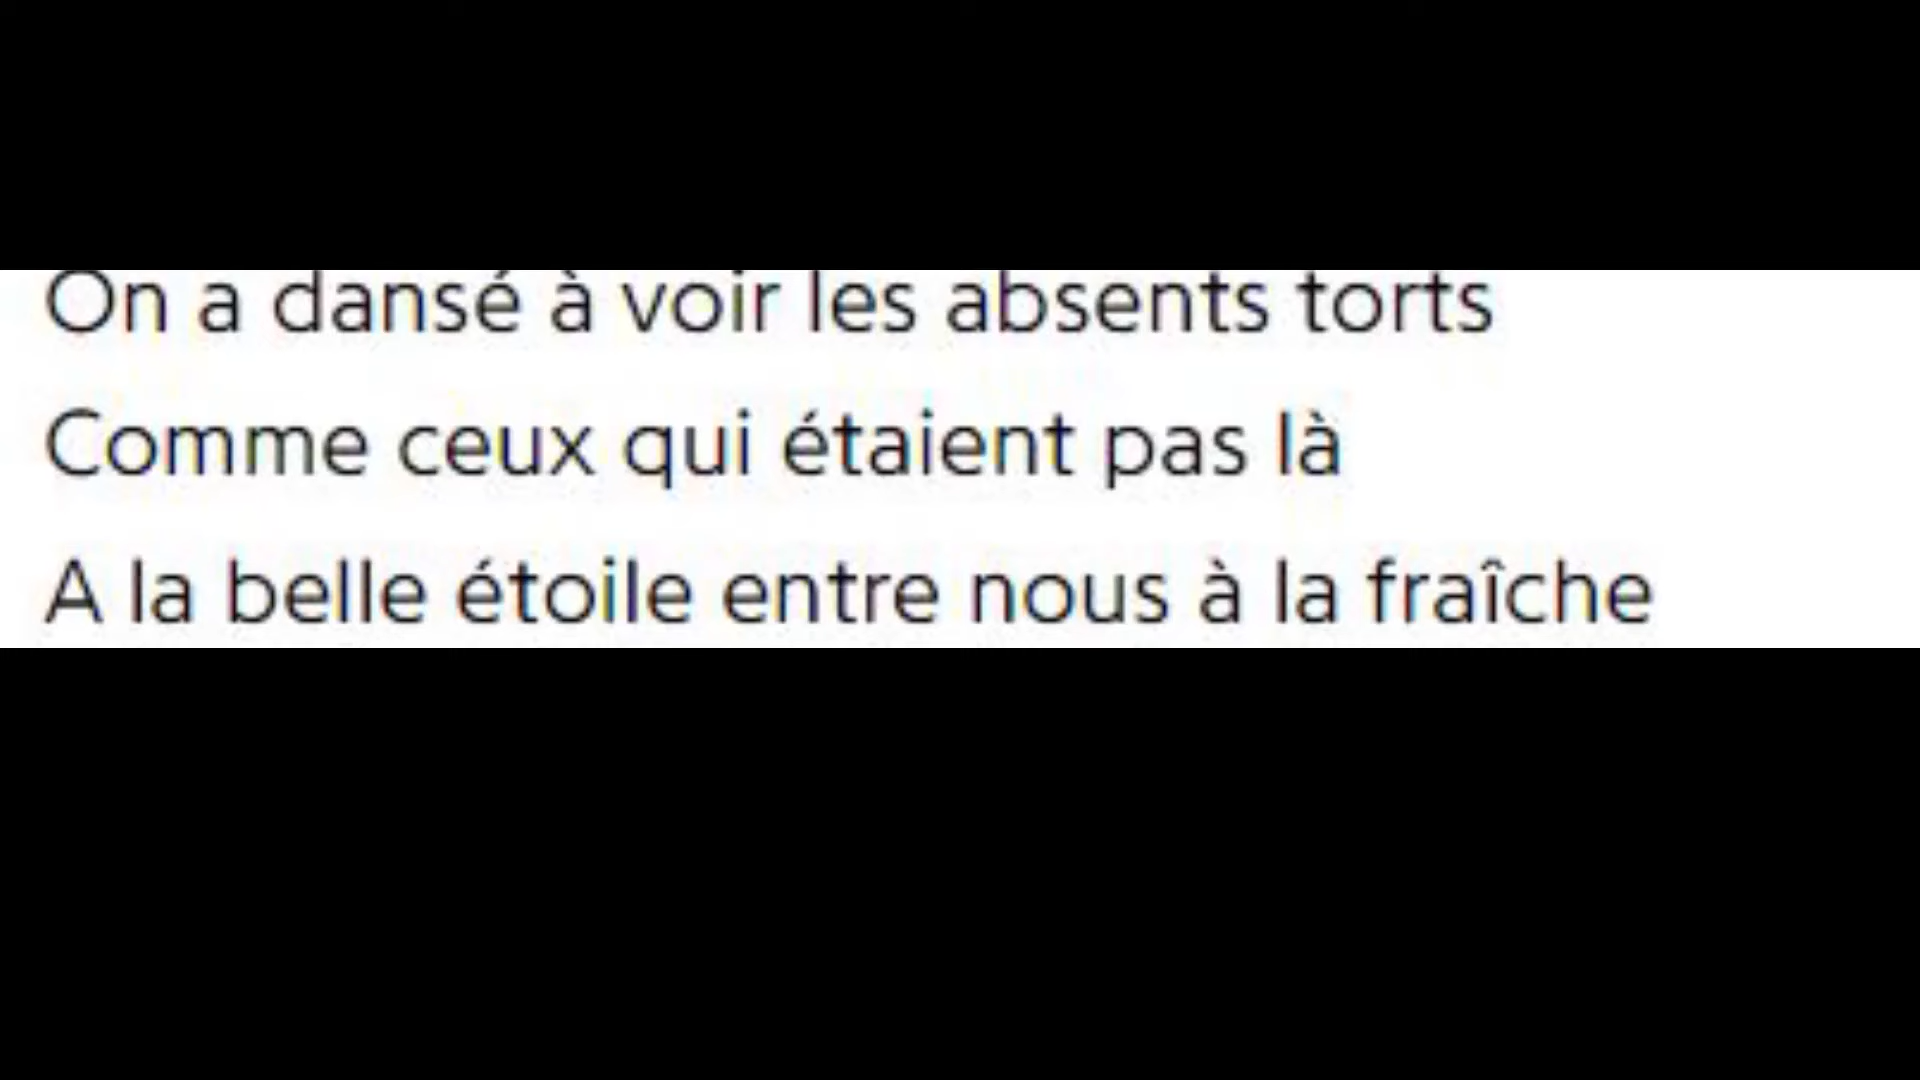 On a dansé à voir les absents torts
Comme ceux qui étaient pas là
A la belle étoile entre nous à la fraîche